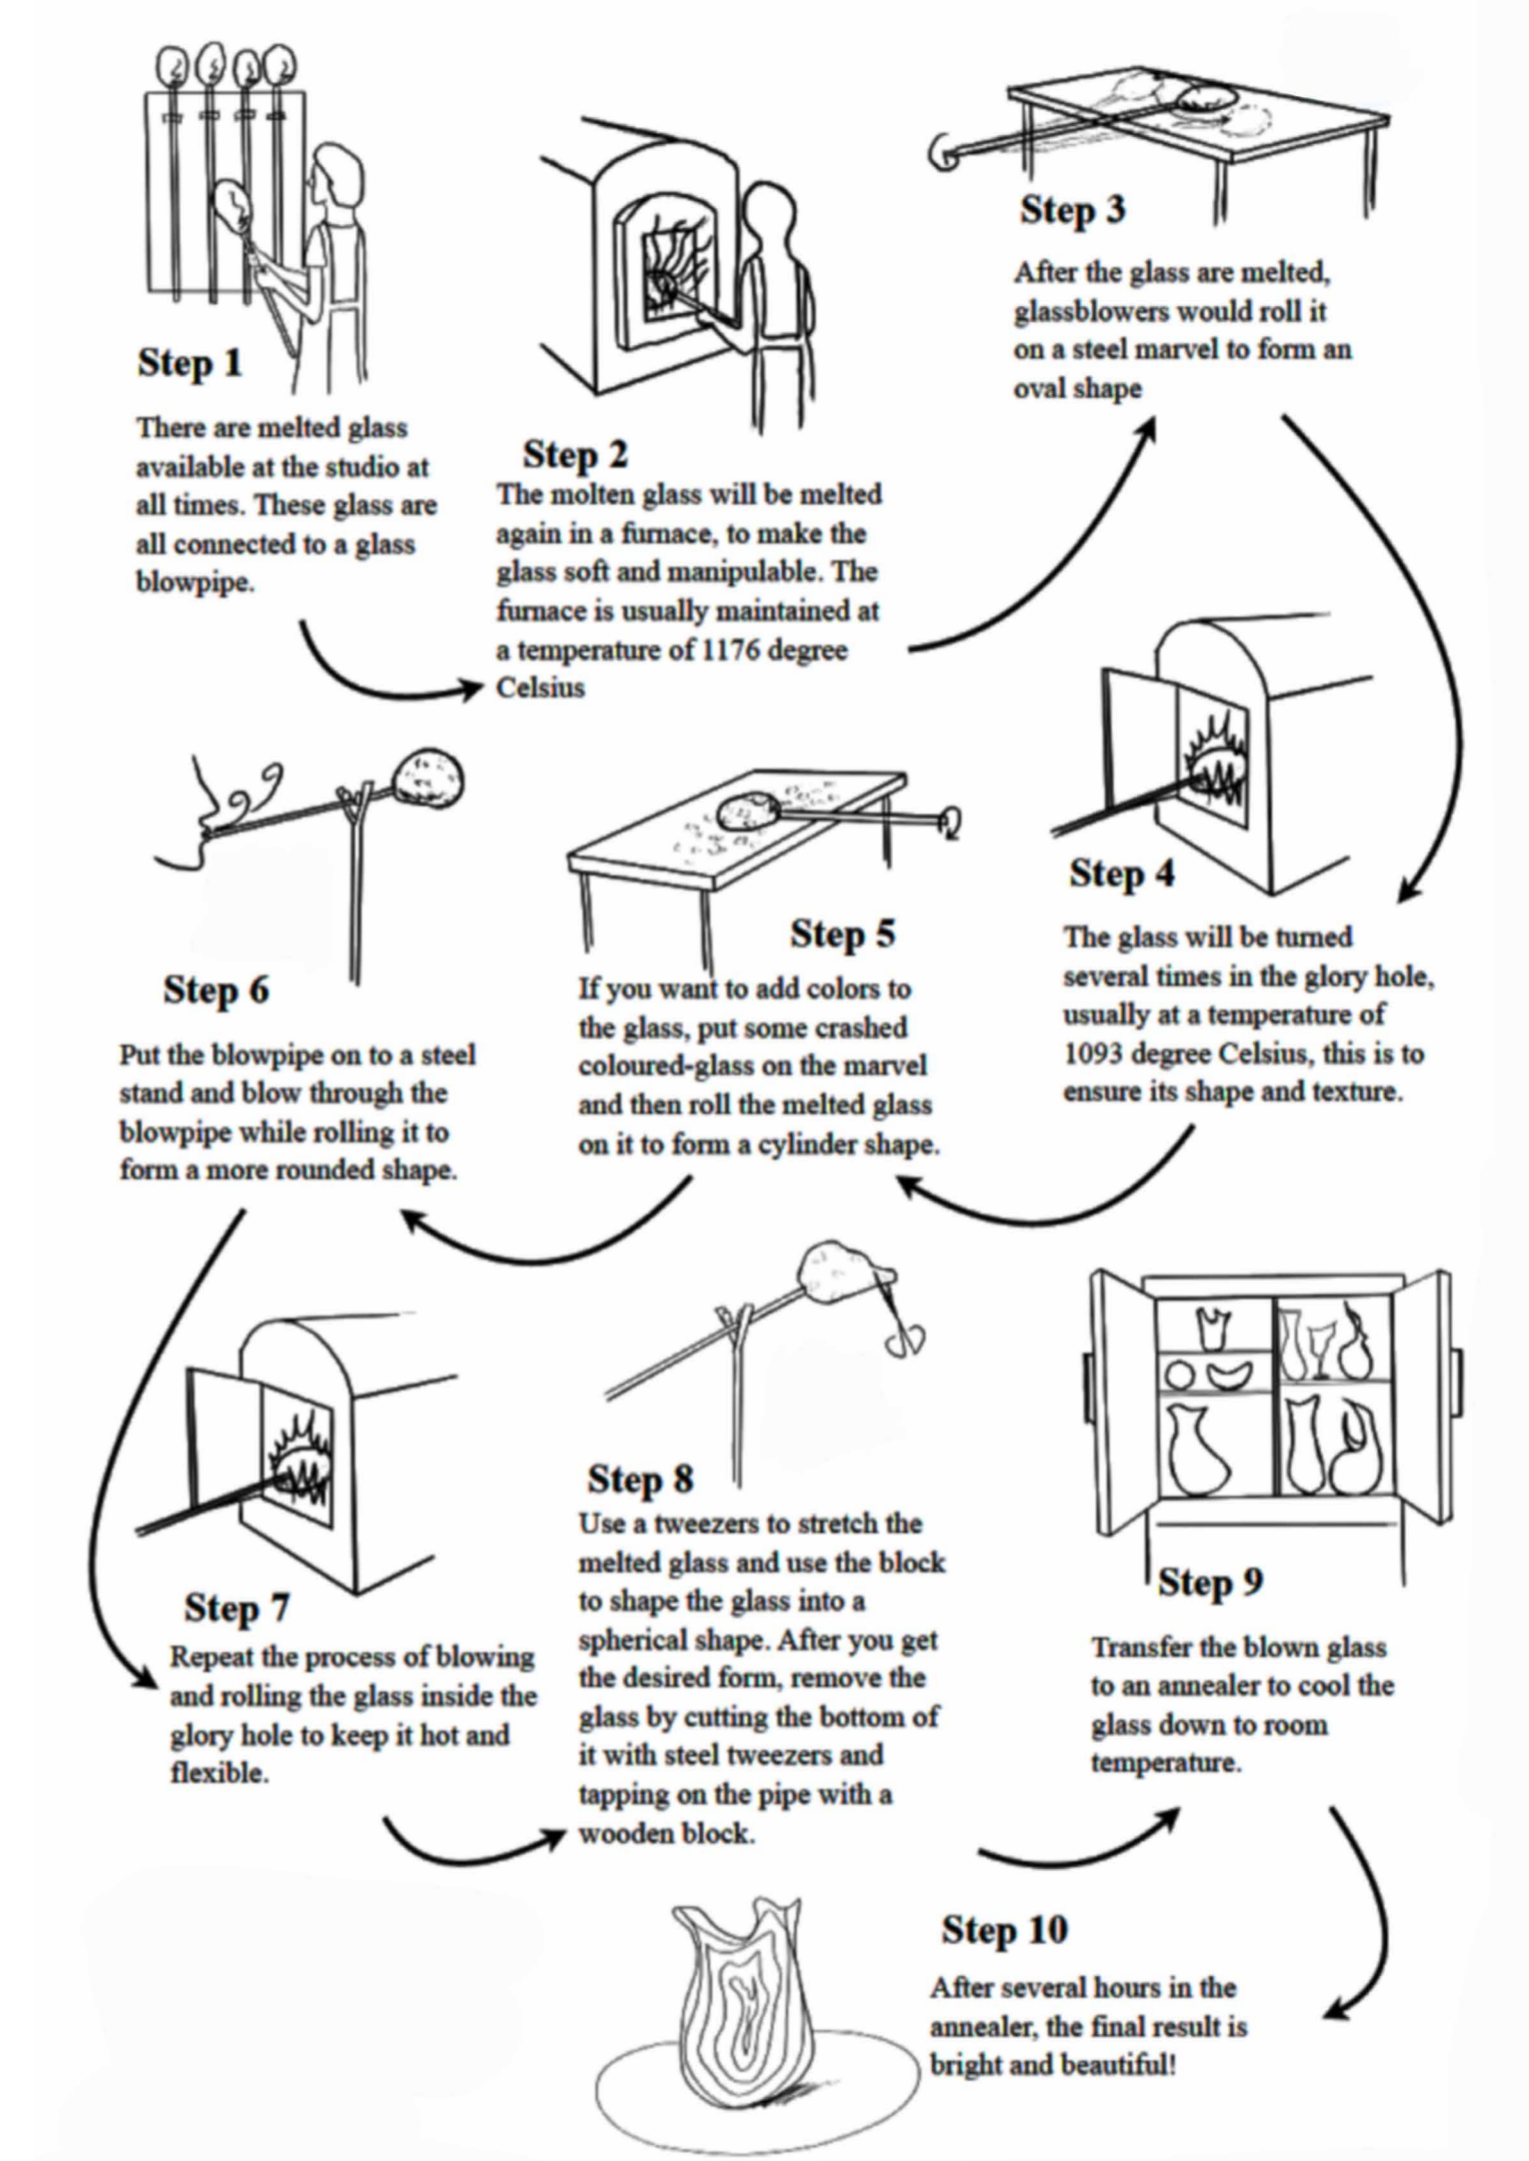 Step 1
There are melted glass
available at the studio at
all times. These glass are
all connected to a glass
blowpipe.
Step 2
The molten glass will be melted
again in a furnace, to make the
glass soft and manipulable. The
furnace is usually maintained at
a temperature of 1176 degree
Celsius
Step 3
After the glass are melted,
glassblowers would roll it
on a steel marvel to form an
oval shape
Step 4
The glass will be turned
several times in the glory hole,
usually at a temperature of
1093 degree Celsius, this is to
ensure its shape and texture.
Step 5
If you want to add colors to
the glass, put some crashed
coloured-glass on the marvel
and then roll the melted glass
on it to form a cylinder shape.
Step 6
Put the blowpipe on to a steel
stand and blow through the
blowpipe while rolling it to
form a more rounded shape.
Step 7
Repeat the process of blowing
and rolling the glass inside the
glory hole to keep it hot and
flexible.
Step 8
Use a tweezers to stretch the
melted glass and use the block
to shape the glass into a
spherical shape. After you get
the desired form, remove the
glass by cutting the bottom of
it with steel tweezers and
tapping on the pipe with a
wooden block.
Step 9
Transfer the blown glass
to an annealer to cool the
glass down to room
temperature.
Step 10
After several hours in the
annealer, the final result is
bright and beautiful!